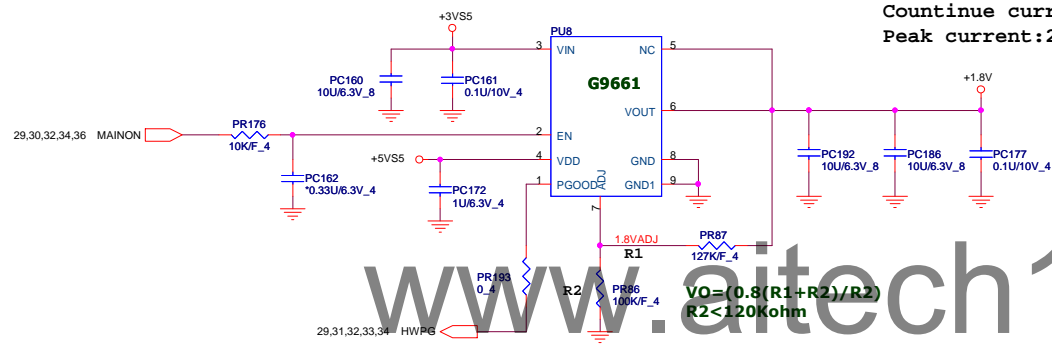 Countinue curr
Peak current:2
+3VS5
PU8
3
VIN
NC
5
G9661
PC160
10U/6.3V_8
PC161
0.1U/10V_4
+1.8V
VOUT
6
29,30,32,34,36 MAINON
PR176
10K/F_4
2
EN
PC162
*0.33U/6.3V_4
+5VS5
4
VDD
GND
8
PC192
10U/6.3V_8
PC186
10U/6.3V_8
PC177
0.1U/10V_4
PC172
1U/6.3V_4
1
PGOOD
ADJ
GND1
9
7
1.8VADJ
R1
PR87
127K/F_4
PR193
0_4
R2
PR86
100K/F_4
VO=(0.8(R1+R2)/R2)
R2<120Kohm
29,31,32,33,34 HWPG
www.aitech1